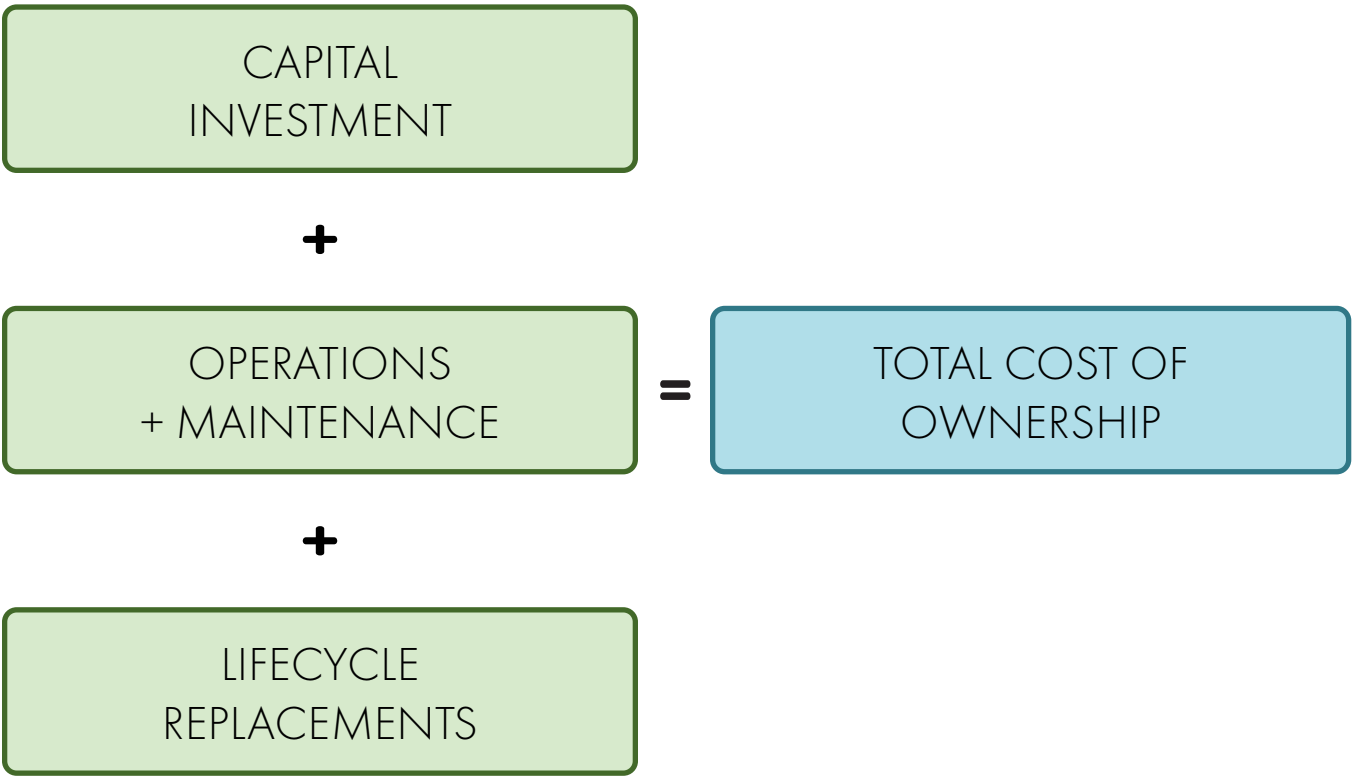 CAPITAL
INVESTMENT
+
OPERATIONS
+ MAINTENANCE
=
TOTAL COST OF
OWNERSHIP
+
LIFECYCLE
REPLACEMENTS